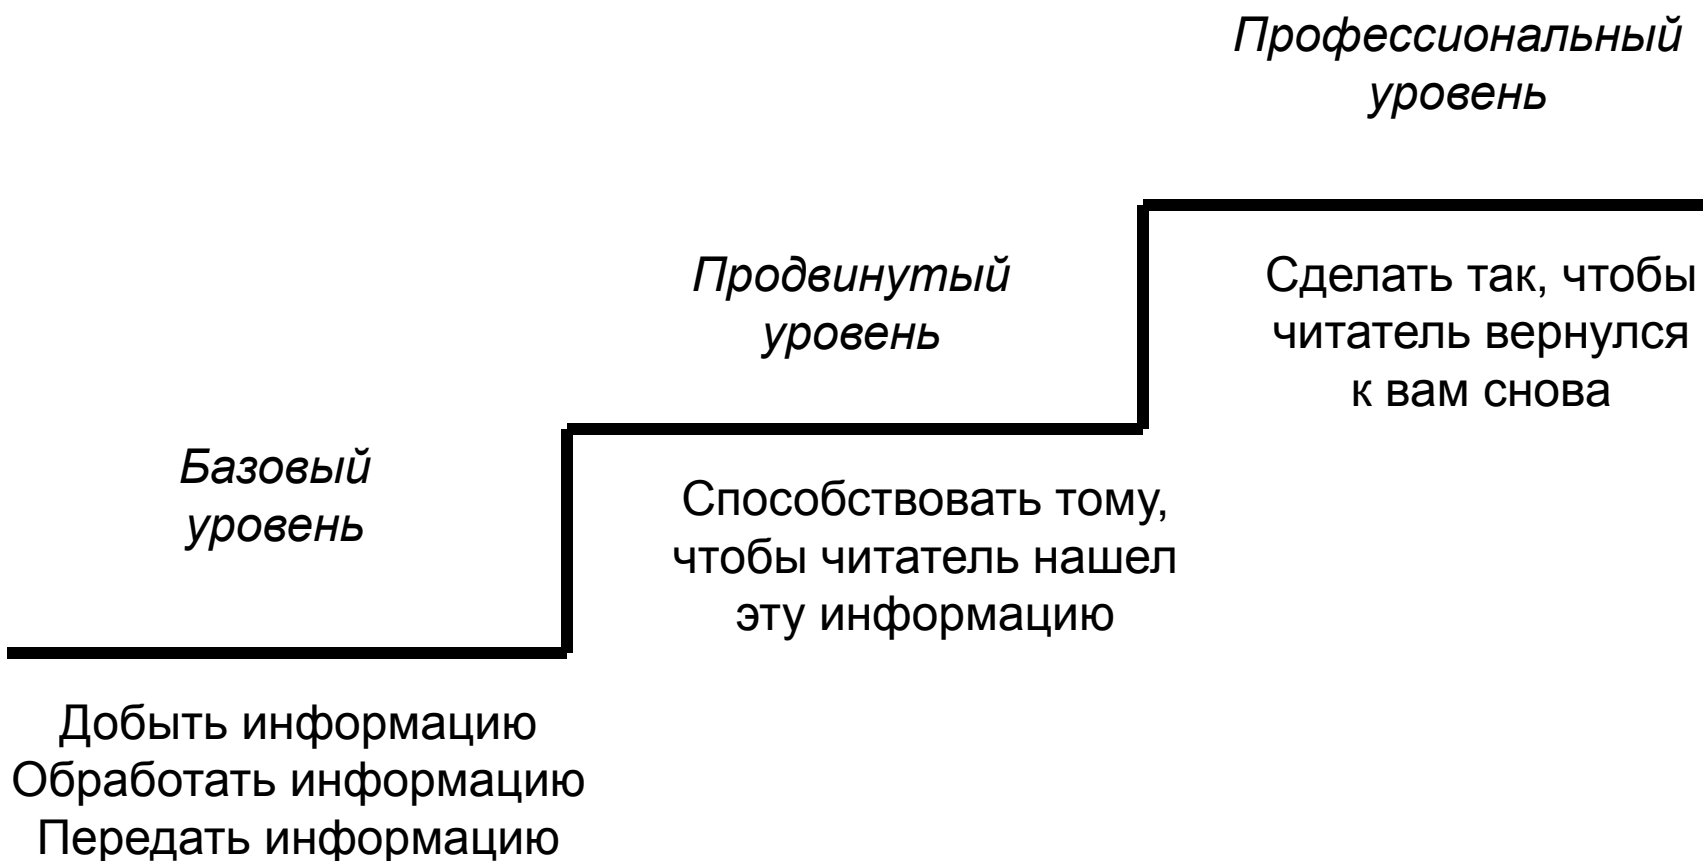 Базовый
уровень
Добыть информацию
Обработать информацию
Передать информацию
Продвинутый
уровень
Способствовать тому,
чтобы читатель нашел
эту информацию
Профессиональный
уровень
Сделать так, чтобы
читатель вернулся
к вам снова